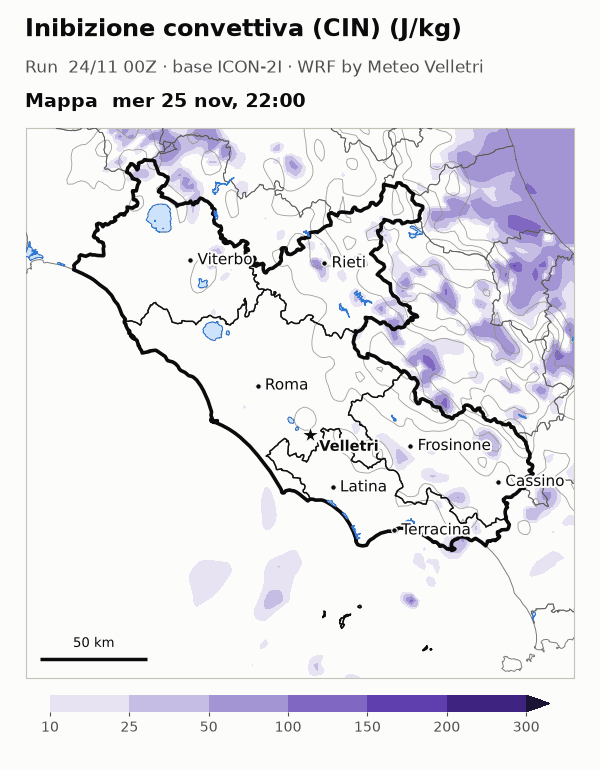 Inibizione convettiva (CIN) (J/kg)
Run  24/11 00Z · base ICON-2I · WRF by Meteo Velletri
Mappa  mer 25 nov, 22:00
Viterbo
Rieti
Roma
Velletri
Frosinone
Latina
Cassino
Terracina
50 km
10 25 50 100 150 200 300